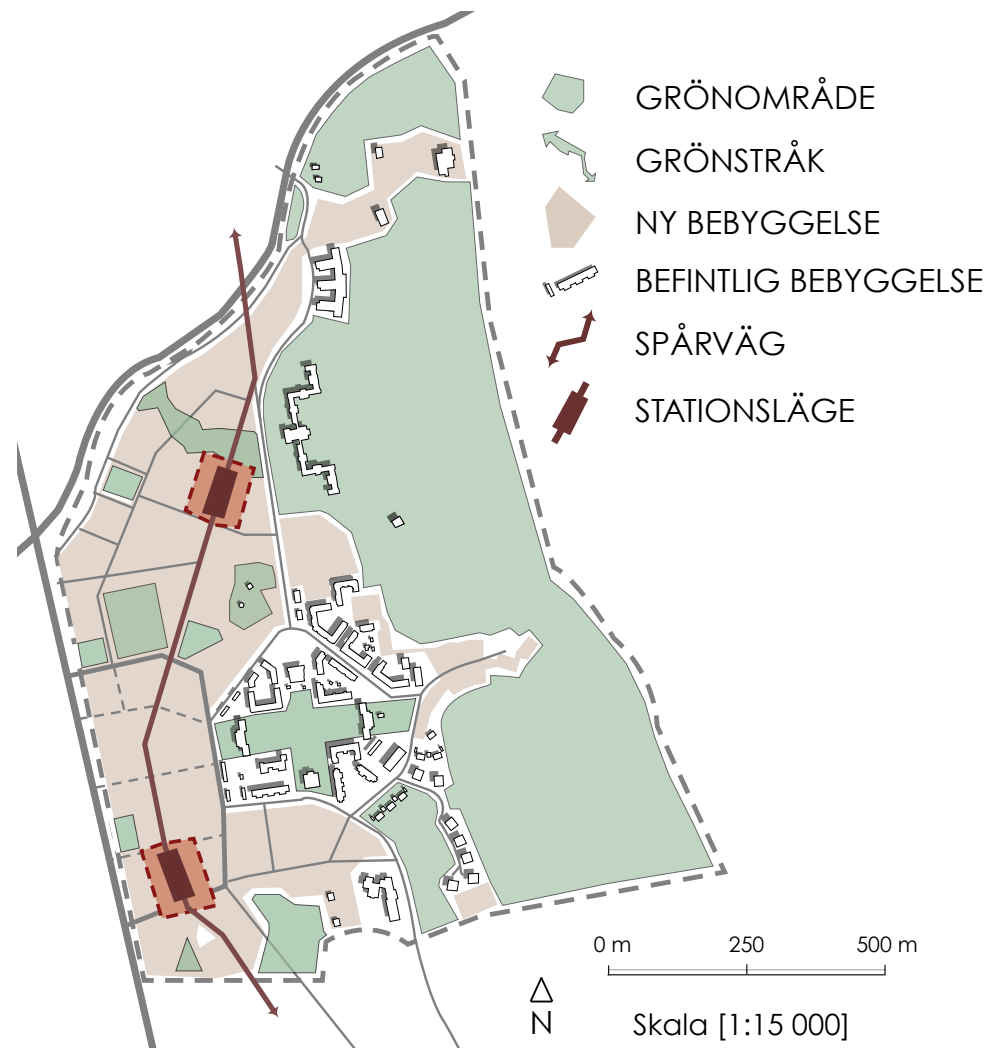 GRÖNOMRÅDE
GRÖNSTRÅK
NY BEBYGGELSE
BEFINTLIG BEBYGGELSE
SPÅRVÄG
STATIONSLÄGE
0 m 250 500 m
N Skala [1:15 000]